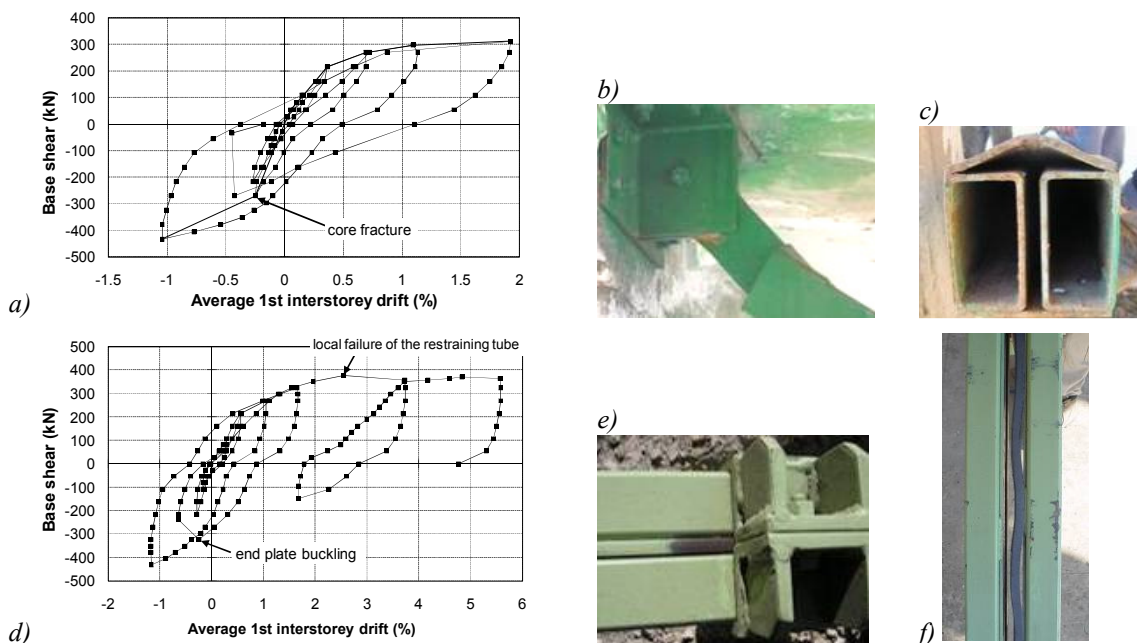 400
300
200
100
0
-100
-200
-300
-400
-500
Base shear (kN)
core fracture
-1.5 -1 -0.5 0 0.5 1 1.5 2
Average 1st interstorey drift (%)
a)
b)
c)
500
400
300
200
100
0
-100
-200
-300
-400
-500
Base shear (kN)
local failure of the restraining tube
end plate buckling
-2 -1 0 1 2 3 4 5 6
Average 1st interstorey drift (%)
d)
e)
f)